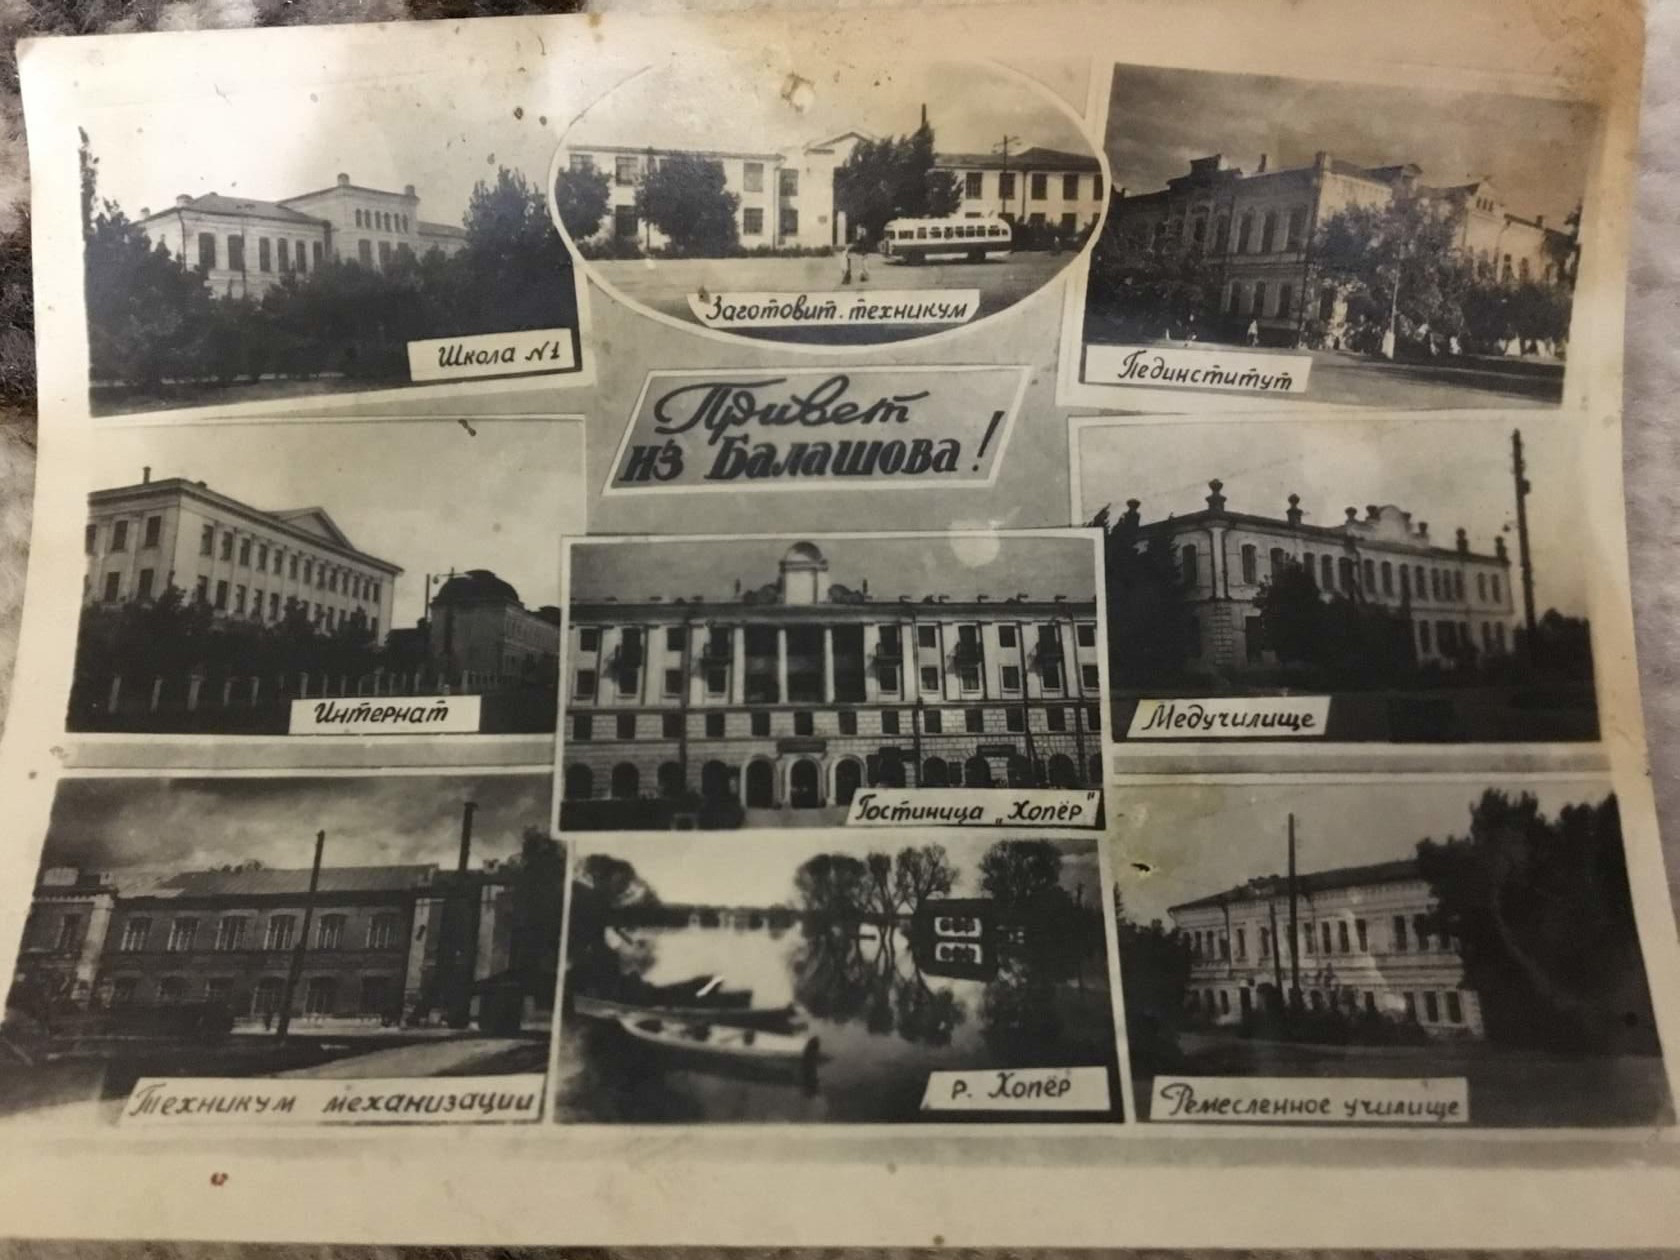 Школа №1
Заготовит. техникум
Пединститут
Привет
из Балашова!
Интернат
Гостиница „Хопёр"
Медучилище
Техникум механизации
р. Хопёр
Ремесленное училище